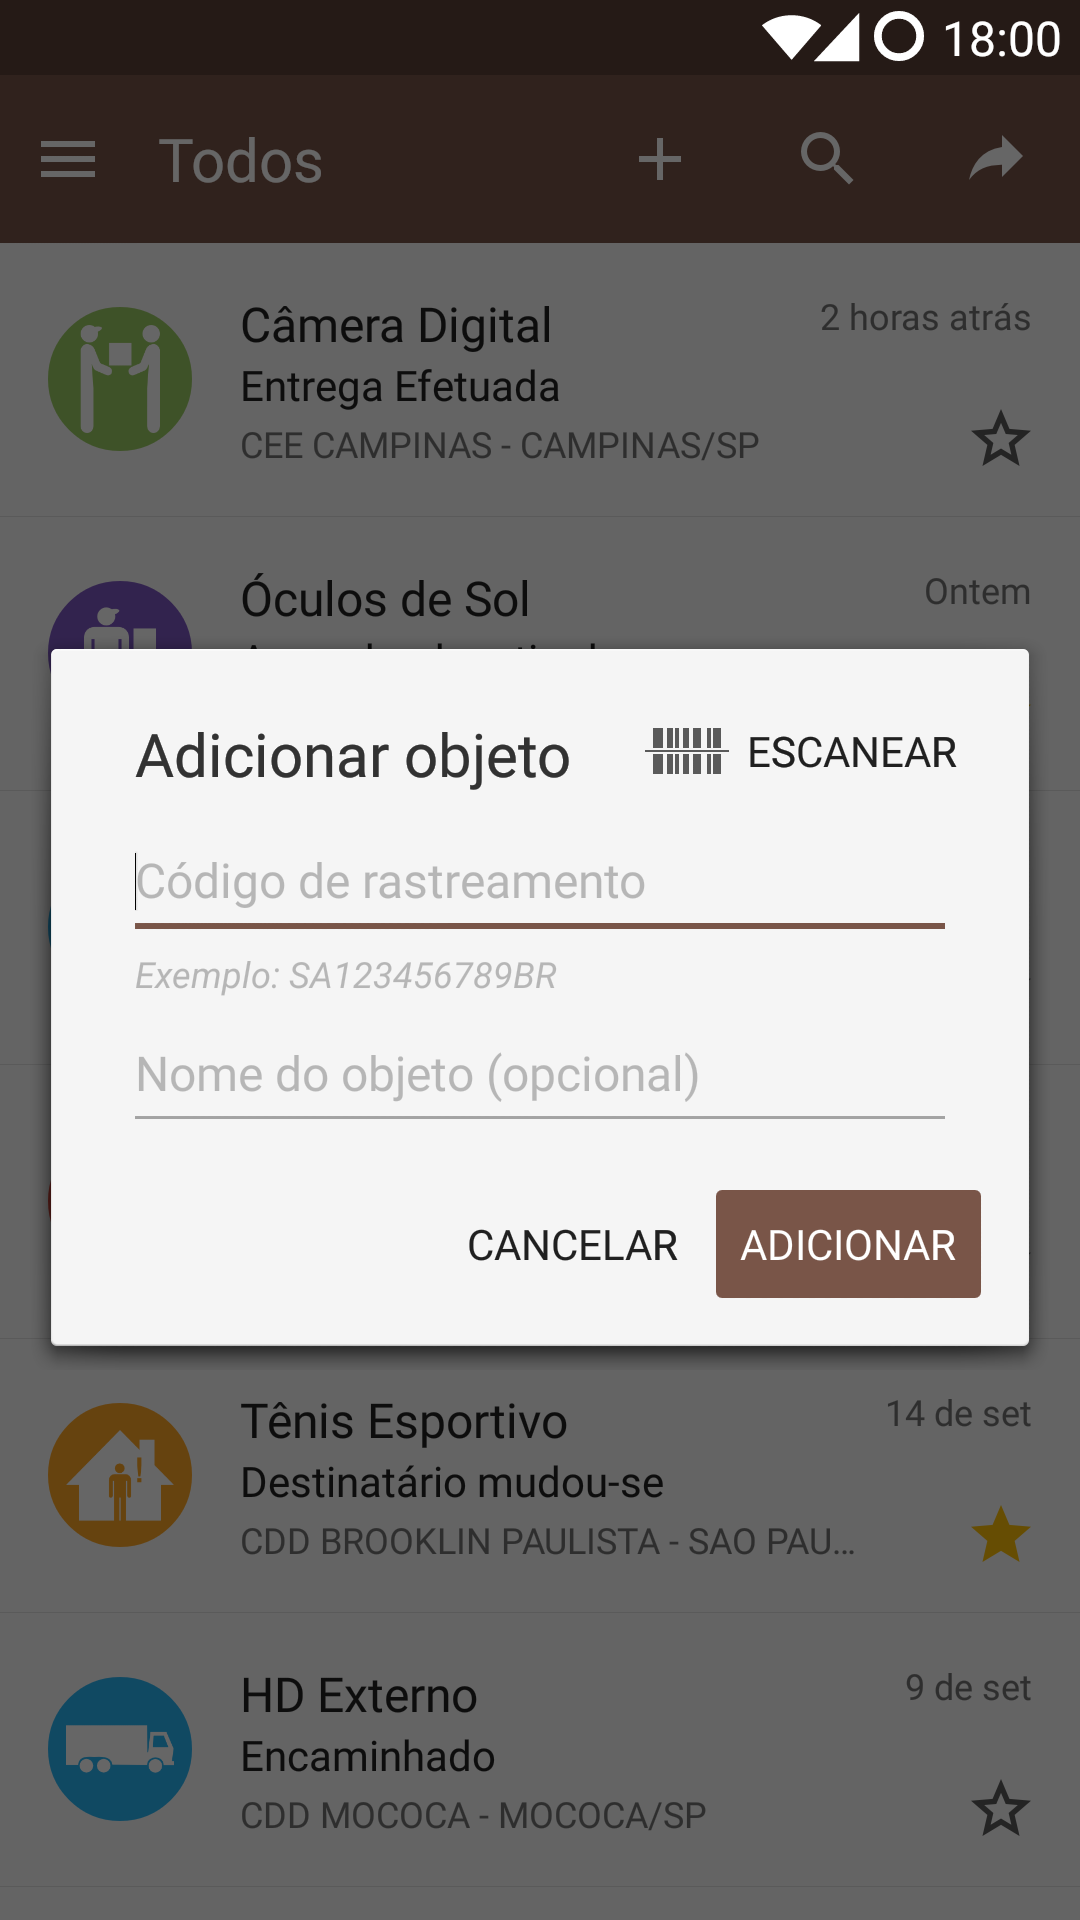 18:00
Todos
Câmera Digital
2 horas atrás
Entrega Efetuada
CEE CAMPINAS - CAMPINAS/SP
Óculos de Sol
Ontem
Adicionar objeto
ESCANEAR
Código de rastreamento
Exemplo: SA123456789BR
Nome do objeto (opcional)
CANCELAR
ADICIONAR
Tênis Esportivo
14 de set
Destinatário mudou-se
CDD BROOKLIN PAULISTA - SAO PAU...
HD Externo
9 de set
Encaminhado
CDD MOCOCA - MOCOCA/SP